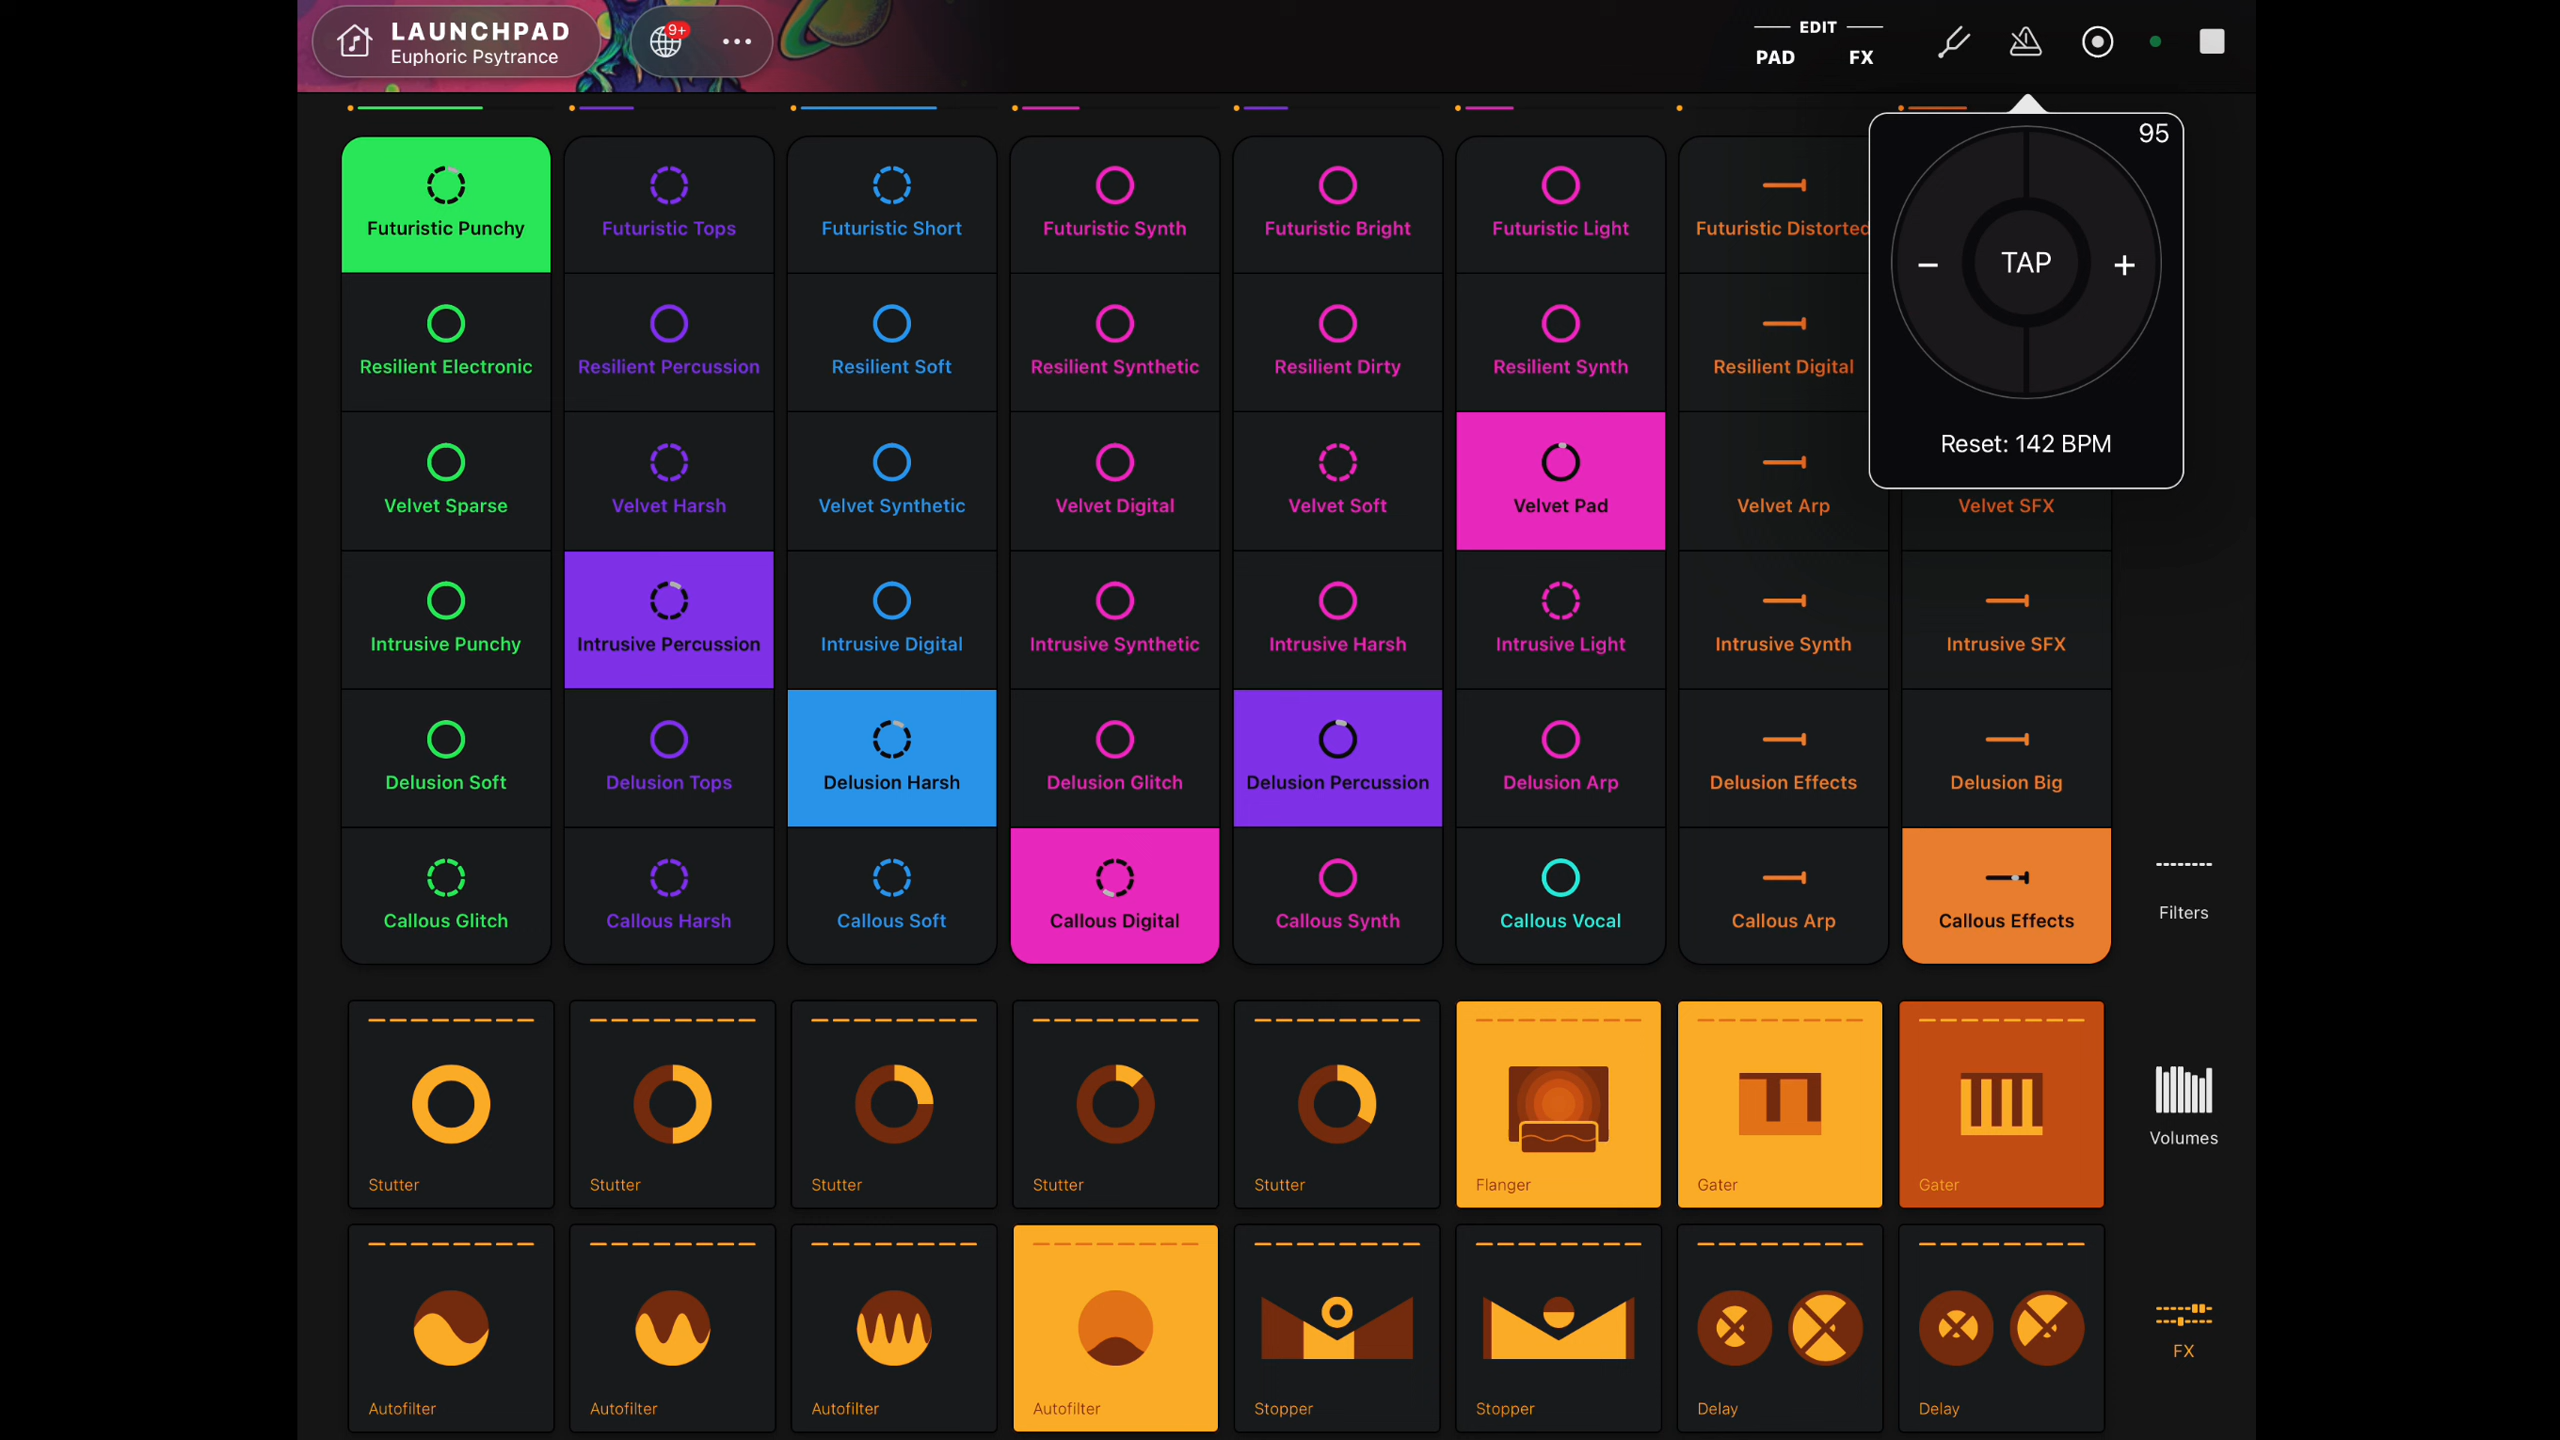 LAUNCHPAD
Euphoric Psytrance
9+
EDIT
PAD FX
95
TAP
Reset: 142 BPM
Futuristic Punchy Futuristic Tops Futuristic Short Futuristic Synth Futuristic Bright Futuristic Light Futuristic Distorted
Resilient Electronic Resilient Percussion Resilient Soft Resilient Synthetic Resilient Dirty Resilient Synth Resilient Digital
Velvet Sparse Velvet Harsh Velvet Synthetic Velvet Digital Velvet Soft Velvet Pad Velvet Arp Velvet SFX
Intrusive Punchy Intrusive Percussion Intrusive Digital Intrusive Synthetic Intrusive Harsh Intrusive Light Intrusive Synth Intrusive SFX
Delusion Soft Delusion Tops Delusion Harsh Delusion Glitch Delusion Percussion Delusion Arp Delusion Effects Delusion Big
Callous Glitch Callous Harsh Callous Soft Callous Digital Callous Synth Callous Vocal Callous Arp Callous Effects
Filters
Volumes
Stutter Stutter Stutter Stutter Stutter Flanger Gater Gater
FX
Autofilter Autofilter Autofilter Autofilter Stopper Stopper Delay Delay